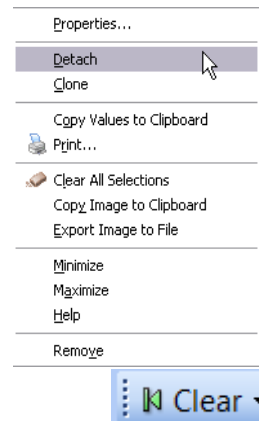 Properties...
Detach
Clone
Copy Values to Clipboard
Print...
Clear All Selections
Copy Image to Clipboard
Export Image to File
Minimize
Maximize
Help
Remove
Clear